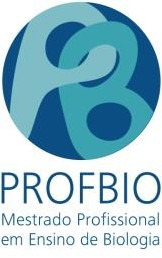 PROFBIO
Mestrado Profissional
em Ensino de Biologia